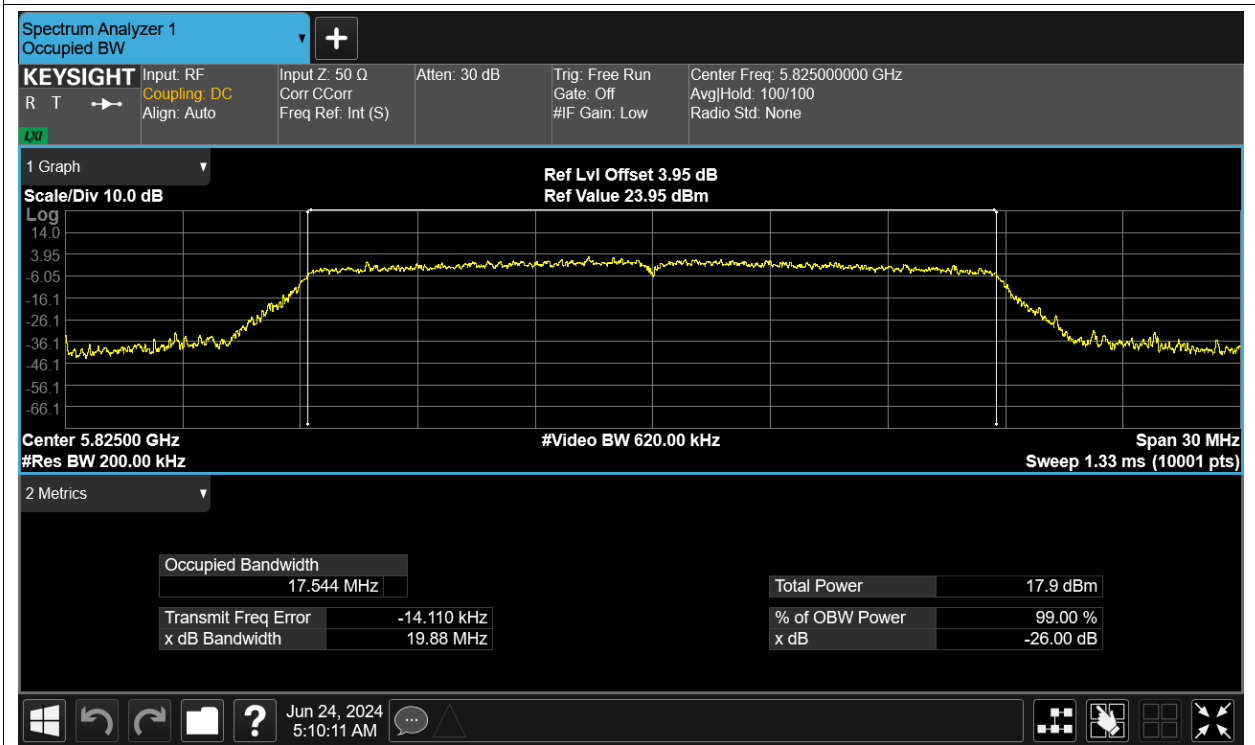 Spectrum Analyzer 1
Occupied BW
KEYSIGHT
R T
LXI
Input: RF
Coupling: DC
Align: Auto
Input Z: 50 Ω
Corr CCorr
Freq Ref: Int (S)
Atten: 30 dB
Trig: Free Run
Gate: Off
#IF Gain: Low
Center Freq: 5.825000000 GHz
Avg|Hold: 100/100
Radio Std: None
1 Graph
Scale/Div 10.0 dB
Ref Lvl Offset 3.95 dB
Ref Value 23.95 dBm
Log
14.0
3.95
-6.05
-16.1
-26.1
-36.1
-46.1
-56.1
-66.1
Center 5.82500 GHz
#Video BW 620.00 kHz
Span 30 MHz
#Res BW 200.00 kHz
Sweep 1.33 ms (10001 pts)
2 Metrics
Occupied Bandwidth
17.544 MHz
Total Power 17.9 dBm
Transmit Freq Error -14.110 kHz
% of OBW Power 99.00 %
x dB Bandwidth 19.88 MHz
x dB -26.00 dB
?
Jun 24, 2024
5:10:11 AM